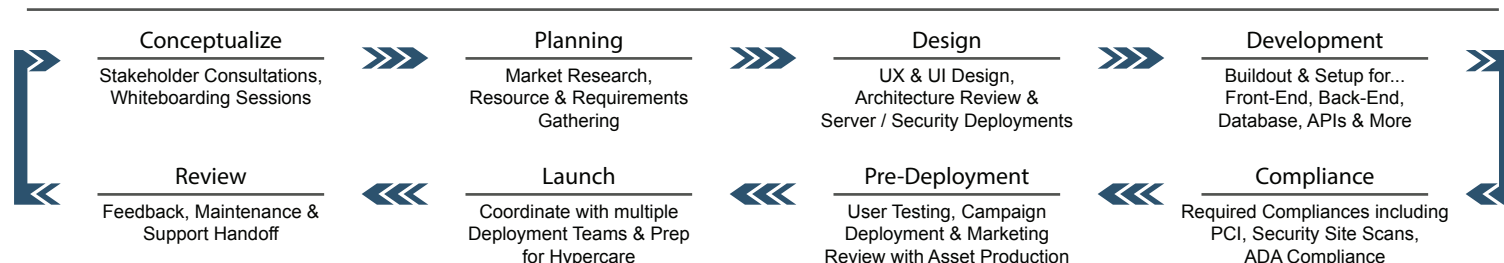 Conceptualize
Stakeholder Consultations,
Whiteboarding Sessions
Planning
Market Research,
Resource & Requirements
Gathering
Design
UX & UI Design,
Architecture Review &
Server / Security Deployments
Development
Buildout & Setup for...
Front-End, Back-End,
Database, APIs & More
Review
Feedback, Maintenance &
Support Handoff
Launch
Coordinate with multiple
Deployment Teams & Prep
for Hypercare
Pre-Deployment
User Testing, Campaign
Deployment & Marketing
Review with Asset Production
Compliance
Required Compliances including
PCI, Security Site Scans,
ADA Compliance